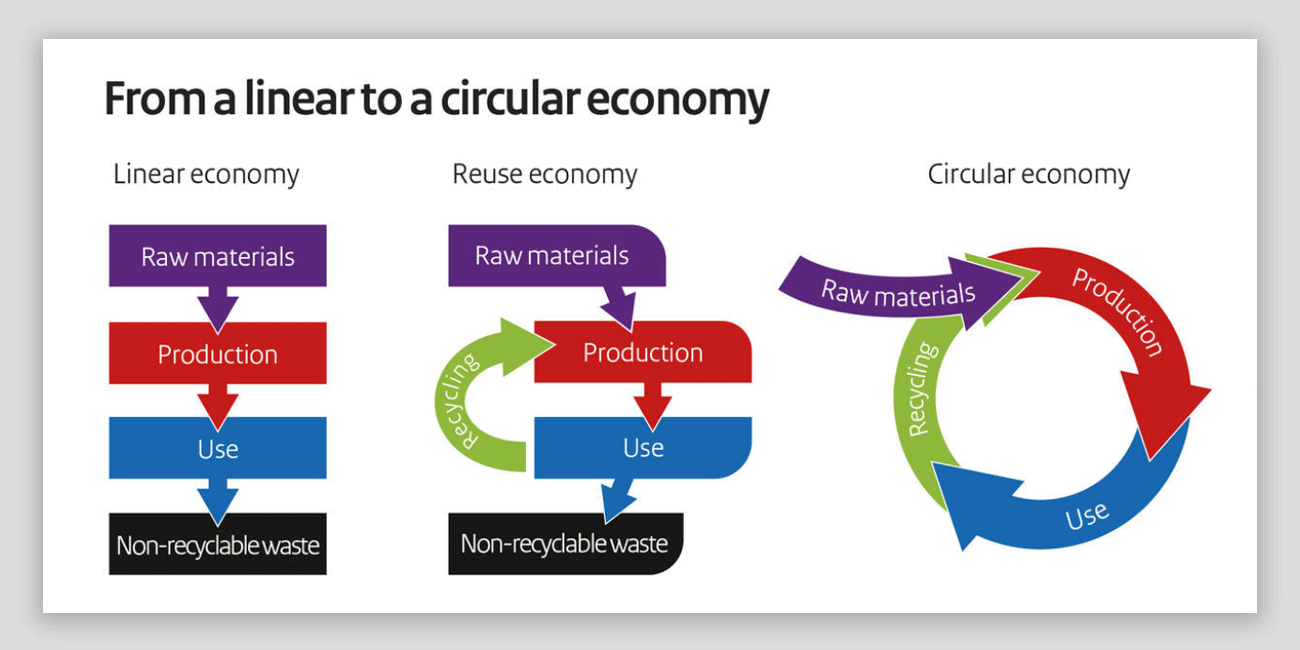 From a linear to a circular economy
Linear economy
Raw materials
Production
Use
Non-recyclable waste
Reuse economy
Raw materials
Production
Recycling
Use
Non-recyclable waste
Circular economy
Raw materials
Production
Use
Recycling